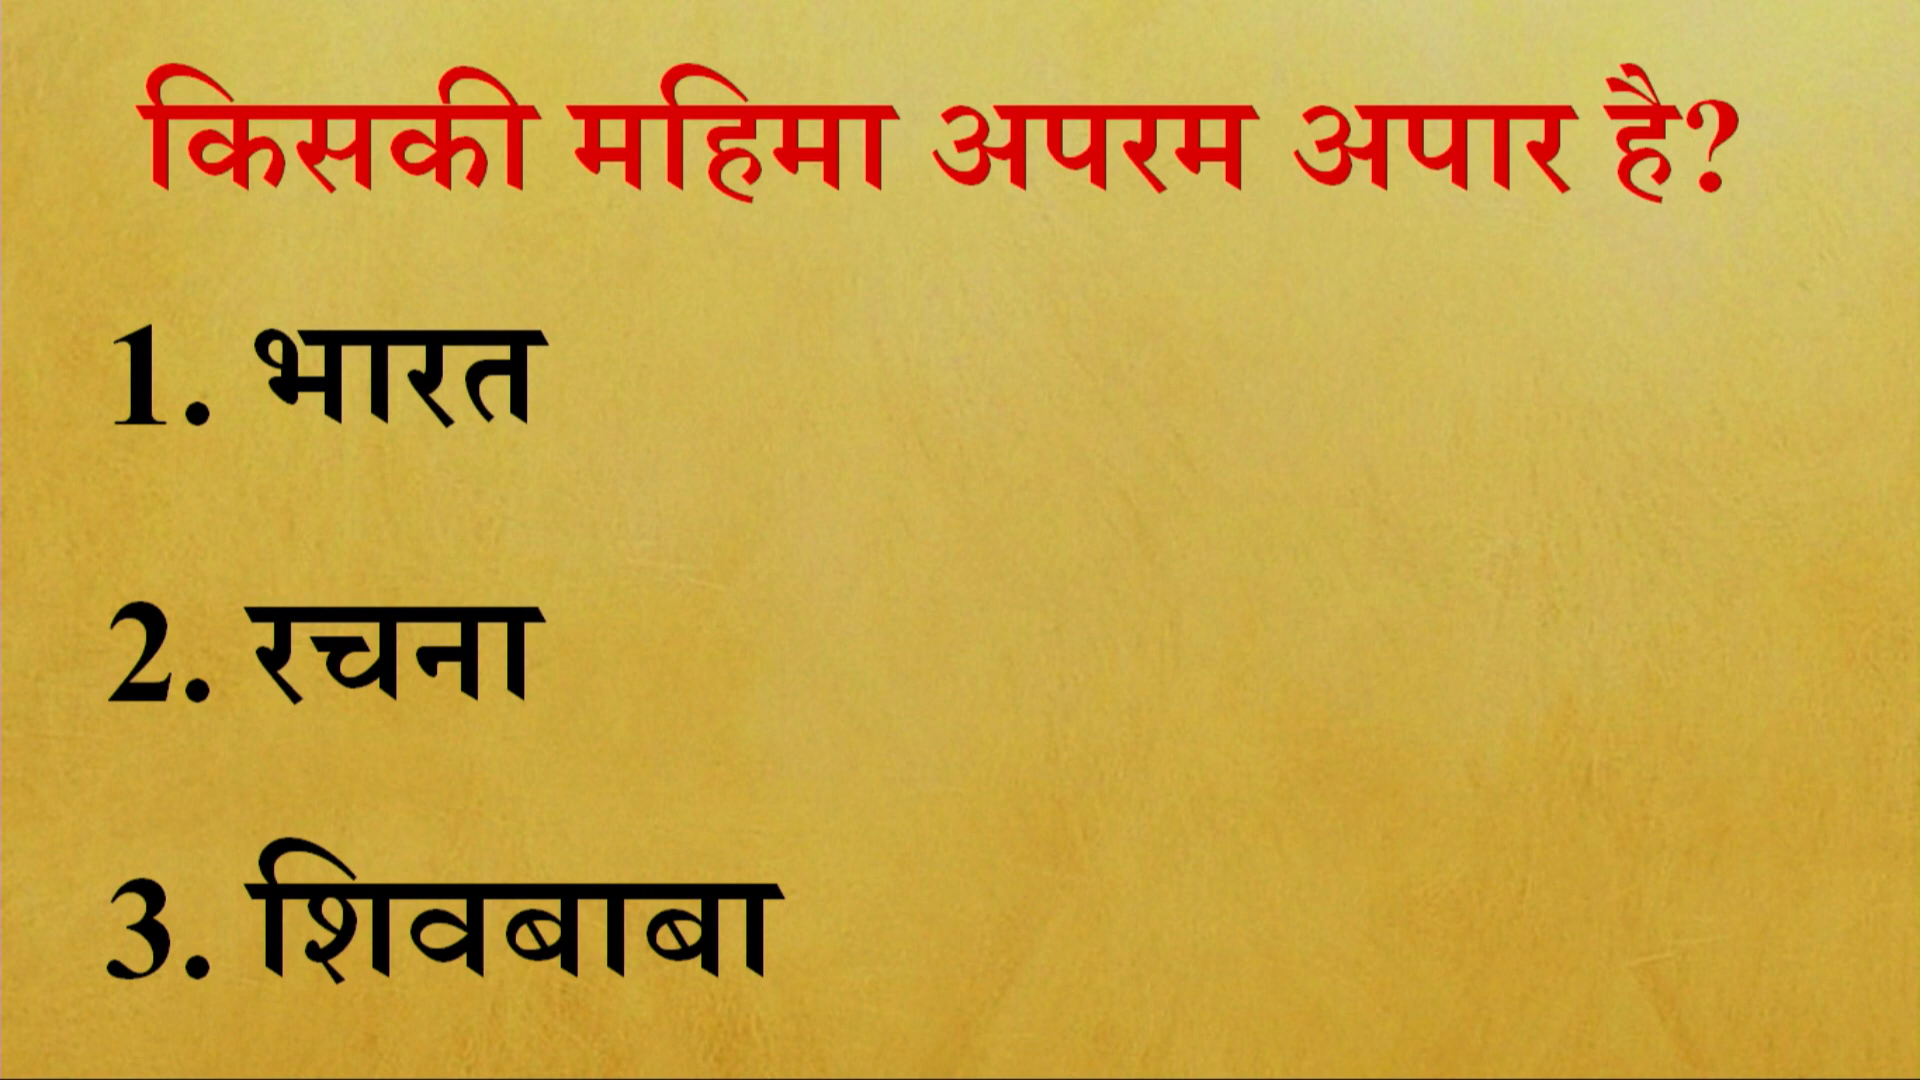 किसकी महिमा अपरम अपार है?
1. भारत
2. रचना
3. शिवबाबा